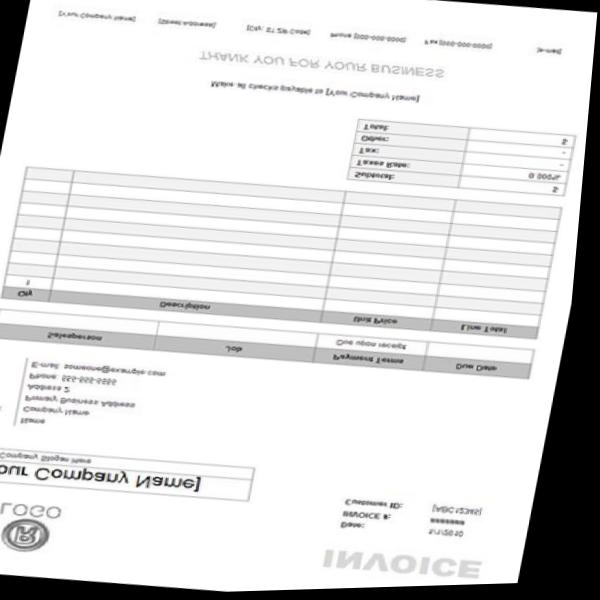 INVOICE
Date: 1/1/2010
INVOICE #: #######
Customer ID: [ABC12345]
LOGO
our Company Name]
Company Slogan Here
Name
Company Name
Primary Business Address
Address 2
Phone: 555-555-5555
E-mail: someone@example.com
Salesperson Job Payment Terms Due Date
Due upon receipt
Qty Description Unit Price Line Total
1
Subtotal: $
Taxes Rate: 0.000%
Tax: -
Other: -
Total: $
Make all checks payable to [Your Company Name]
THANK YOU FOR YOUR BUSINESS
[Your Company Name] [Street Address] [City, ST ZIP Code] Phone [000-000-0000] Fax [000-000-0000] [e-mail]